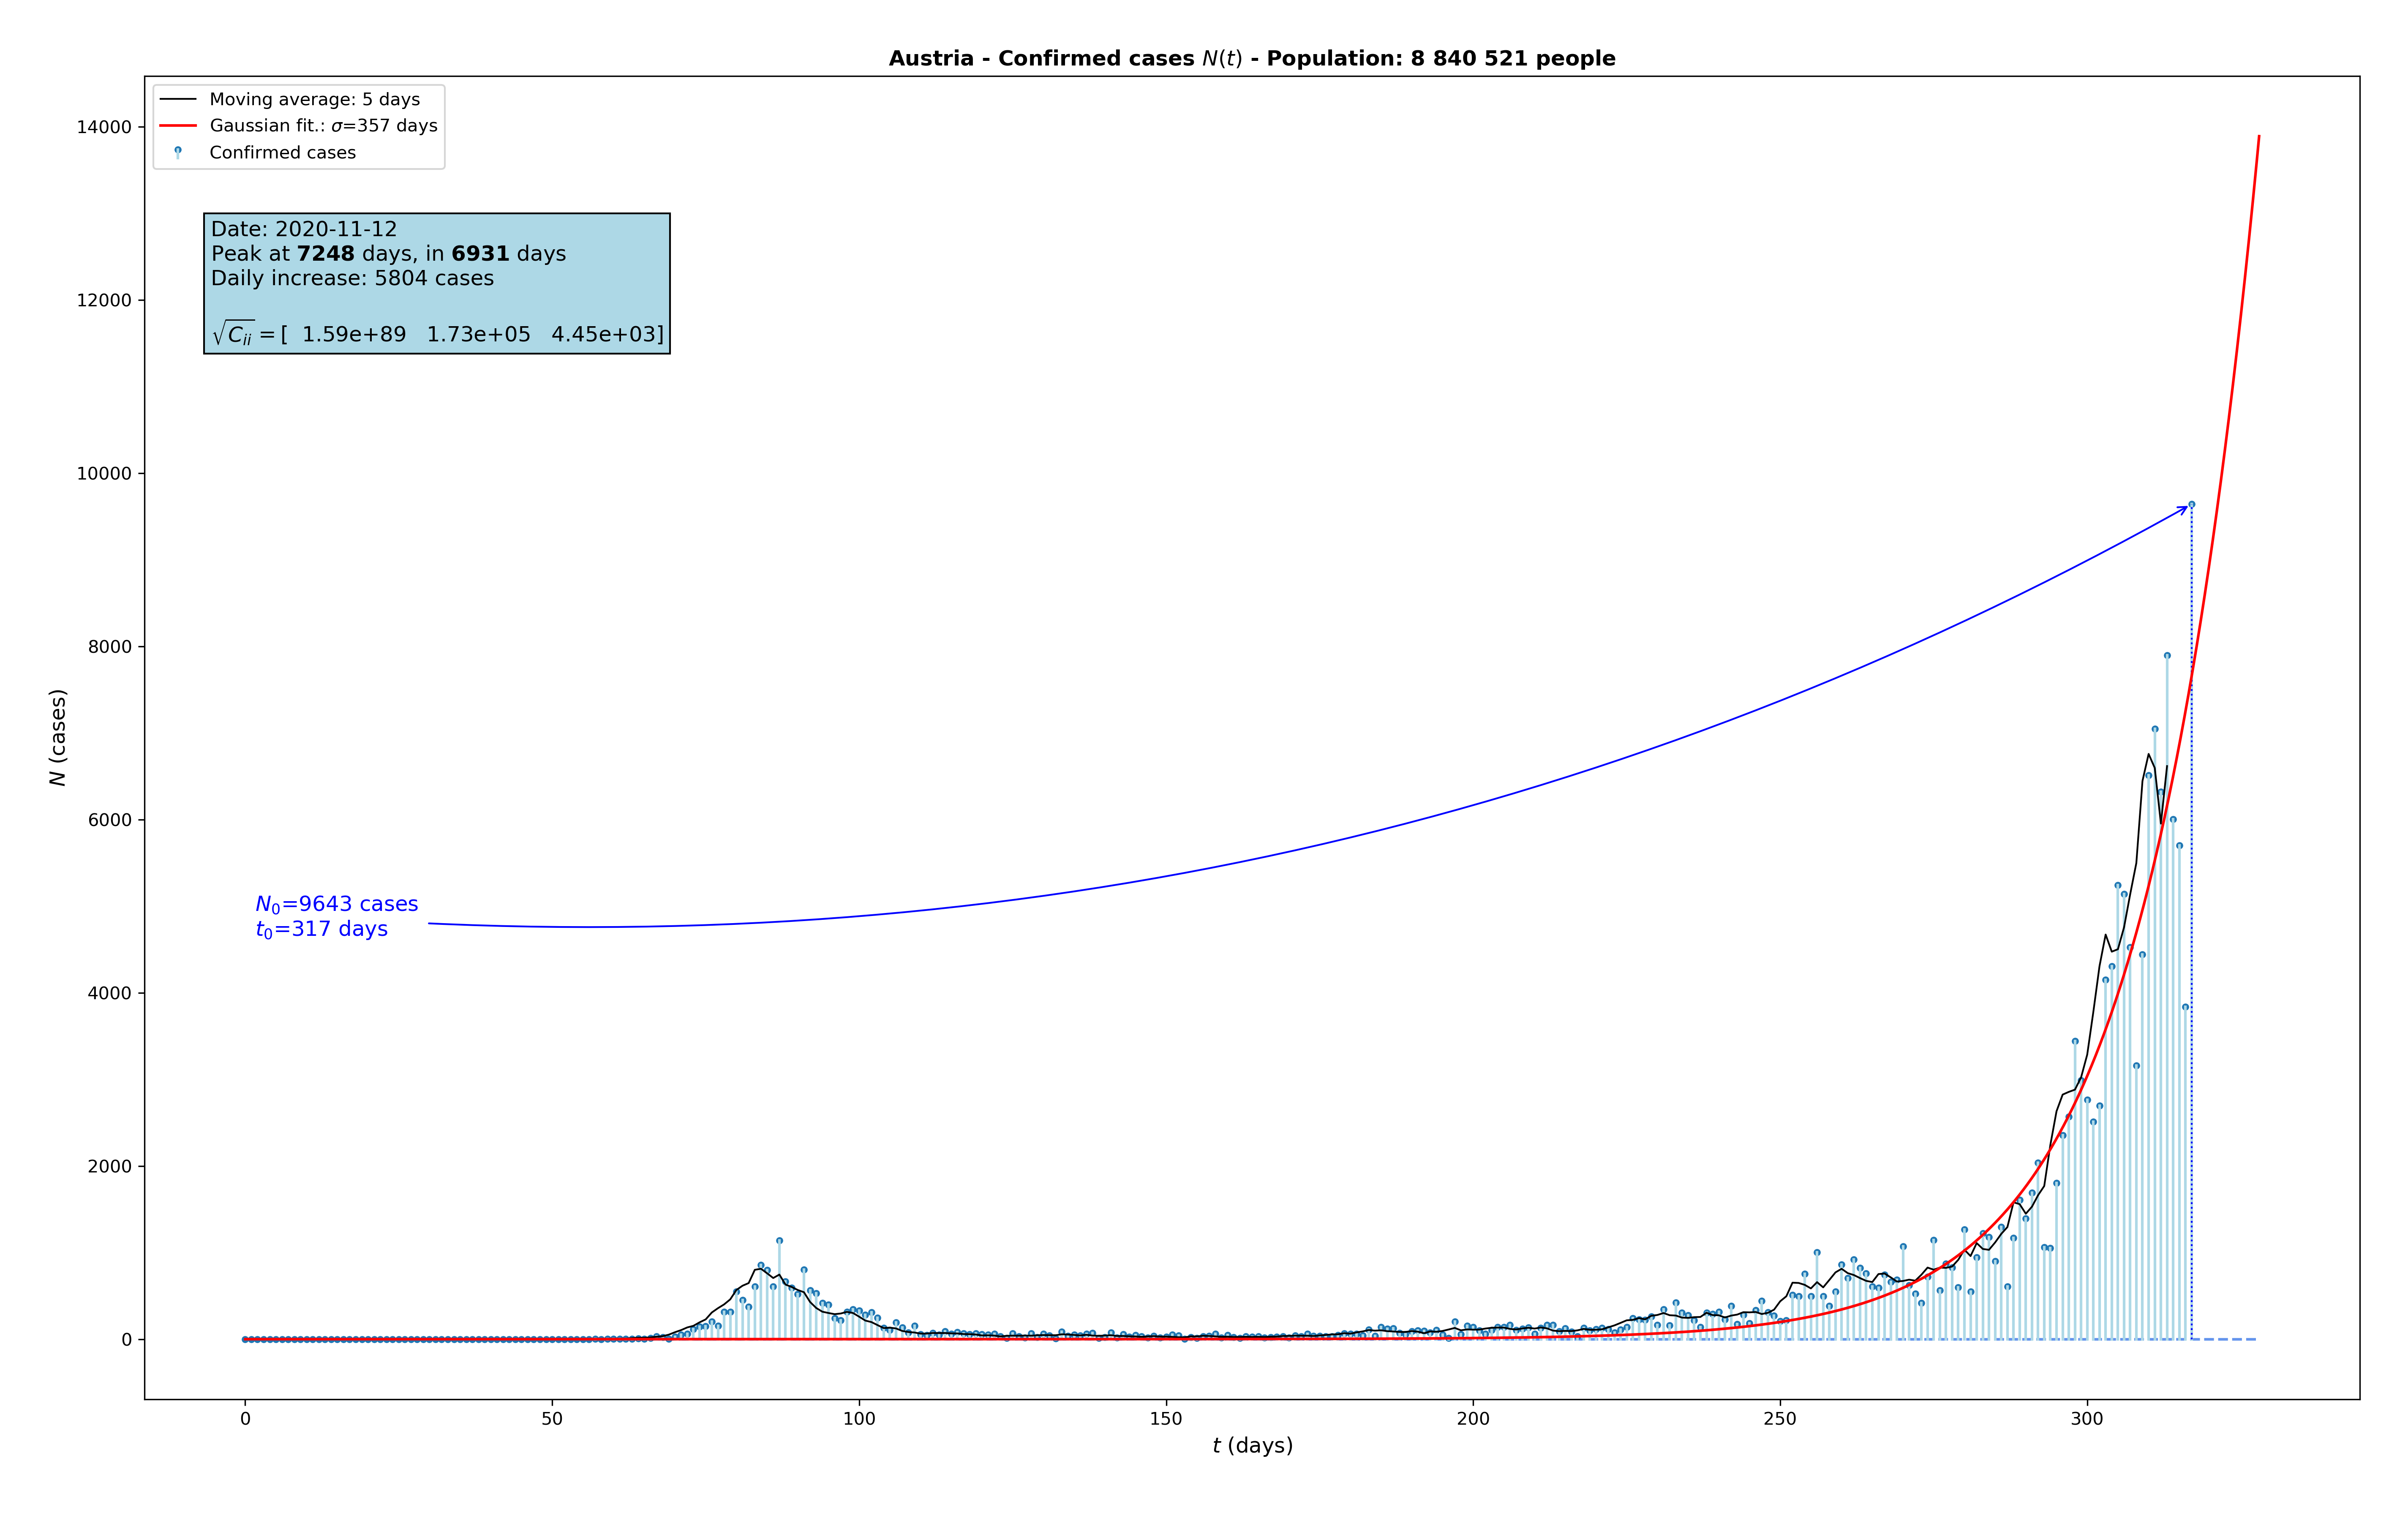 Austria - Confirmed cases N(t) - Population: 8 840 521 people
Moving average: 5 days
Gaussian fit.: σ=357 days
Confirmed cases
Date: 2020-11-12
Peak at 7248 days, in 6931 days
Daily increase: 5804 cases
√C_ii = [ 1.59e+89 1.73e+05 4.45e+03]
N_0=9643 cases
t_0=317 days
N (cases)
14000
12000
10000
8000
6000
4000
2000
0
0 50 100 150 200 250 300
t (days)